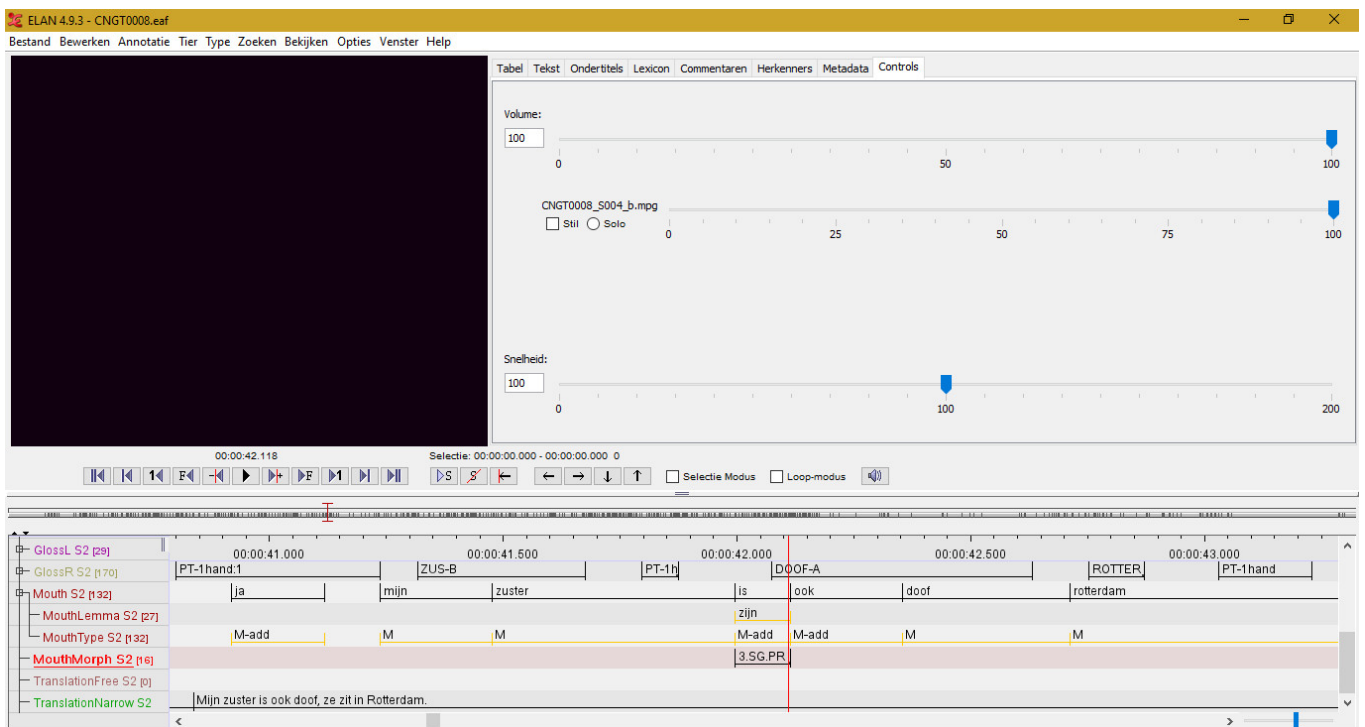 ELAN 4.9.3 - CNGT0008.eaf
Bestand Bewerken Annotatie Tier Type Zoeken Bekijken Opties Venster Help
Tabel Tekst Ondertitels Lexicon Commentaren Herkenners Metadata Controls
Volume:
100
0 50 100
CNGT0008_S004_b.mpg
Stil Solo
0 25 50 75 100
Snelheid:
100
0 100 200
00:00:42.118 Selectie: 00:00:00.000 - 00:00:00.000 0
1 F + F 1 S S Selectie Modus Loop-modus
00:00:41.000 00:00:41.500 00:00:42.000 00:00:42.500 00:00:43.000
GlossL S2 [29]
GlossR S2 [170] PT-1hand:1 ZUS-B PT-1h DOOF-A ROTTER PT-1hand
Mouth S2 [132] ja mijn zuster is ook doof rotterdam
MouthLemma S2 [27] zijn
MouthType S2 [132] M-add M M M-add M-add M M
MouthMorph S2 [16] 3.SG.PR
TranslationFree S2 [0]
TranslationNarrow S2 Mijn zuster is ook doof, ze zit in Rotterdam.